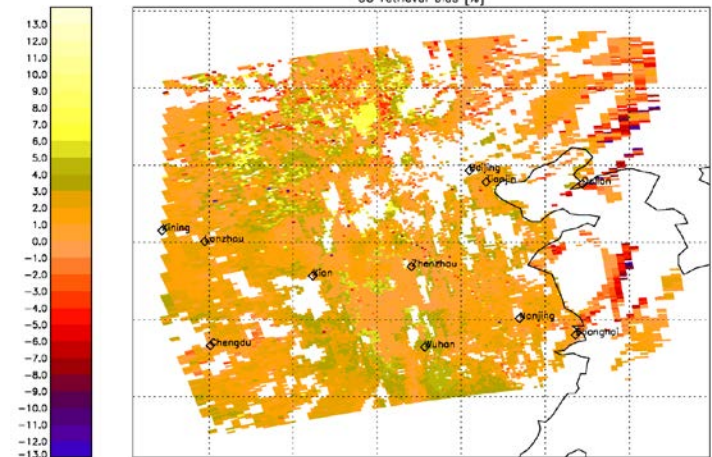 CO retrieval bias [%]
13.0
12.0
11.0
10.0
9.0
8.0
7.0
6.0
5.0
4.0
3.0
2.0
1.0
0.0
-1.0
-2.0
-3.0
-4.0
-5.0
-6.0
-7.0
-8.0
-9.0
-10.0
-11.0
-12.0
-13.0
Beijing
Tianjin
Dalian
Xining
Lanzhou
Zhenzhou
Xian
Nanjing
Shanghai
Chengdu
Wuhan